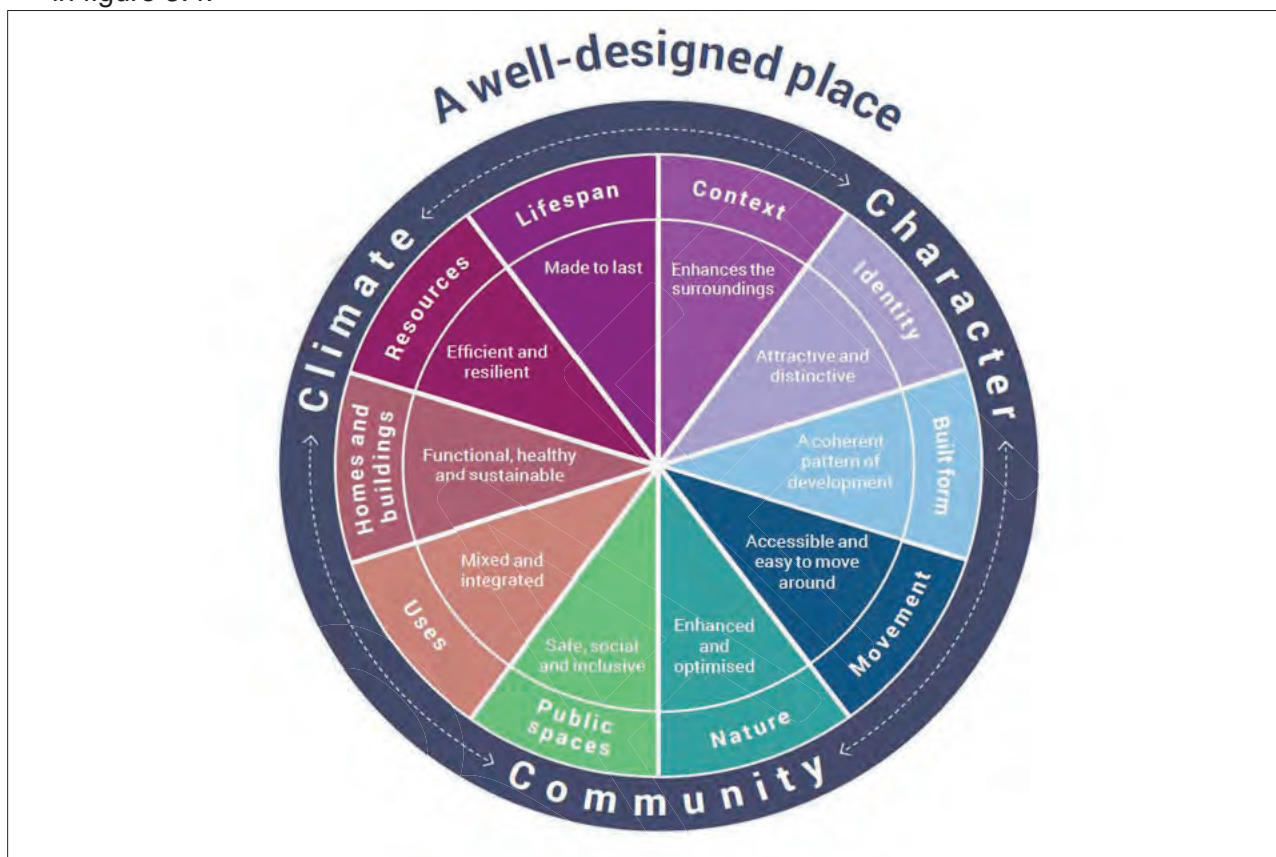 in figure 3.4.
A well-designed place
Climate
Character
Community
Context
Enhances the
surroundings
Identity
Attractive and
distinctive
Built form
A coherent
pattern of
development
Movement
Accessible and
easy to move
around
Nature
Enhanced
and
optimised
Public
spaces
Safe, social
and inclusive
Uses
Mixed and
integrated
Homes and
buildings
Functional, healthy
and sustainable
Resources
Efficient and
resilient
Lifespan
Made to last